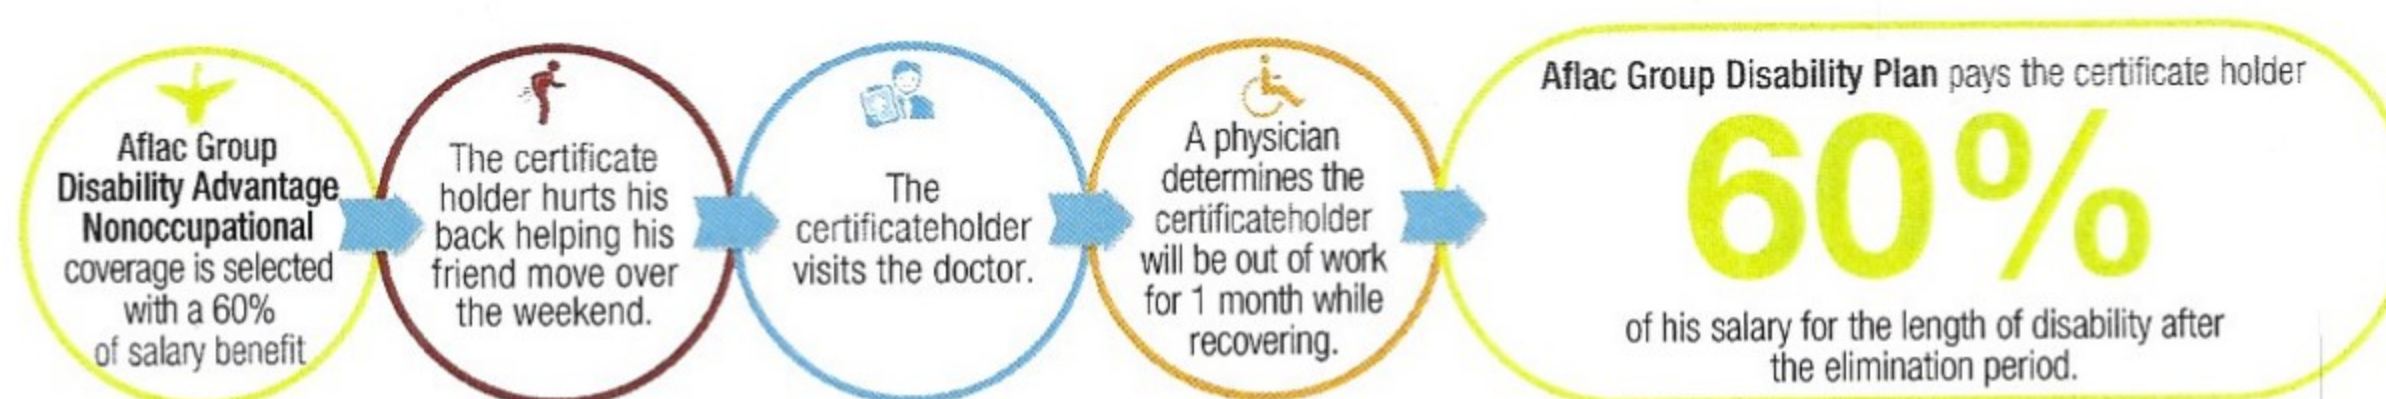 Aflac Group
Disability Advantage
Nonoccupational
coverage is selected
with a 60%
of salary benefit
The certificate
holder hurts his
back helping his
friend move over
the weekend.
The
certificateholder
visits the doctor.
A physician
determines the
certificateholder
will be out of work
for 1 month while
recovering.
Aflac Group Disability Plan pays the certificate holder
60%
of his salary for the length of disability after
the elimination period.